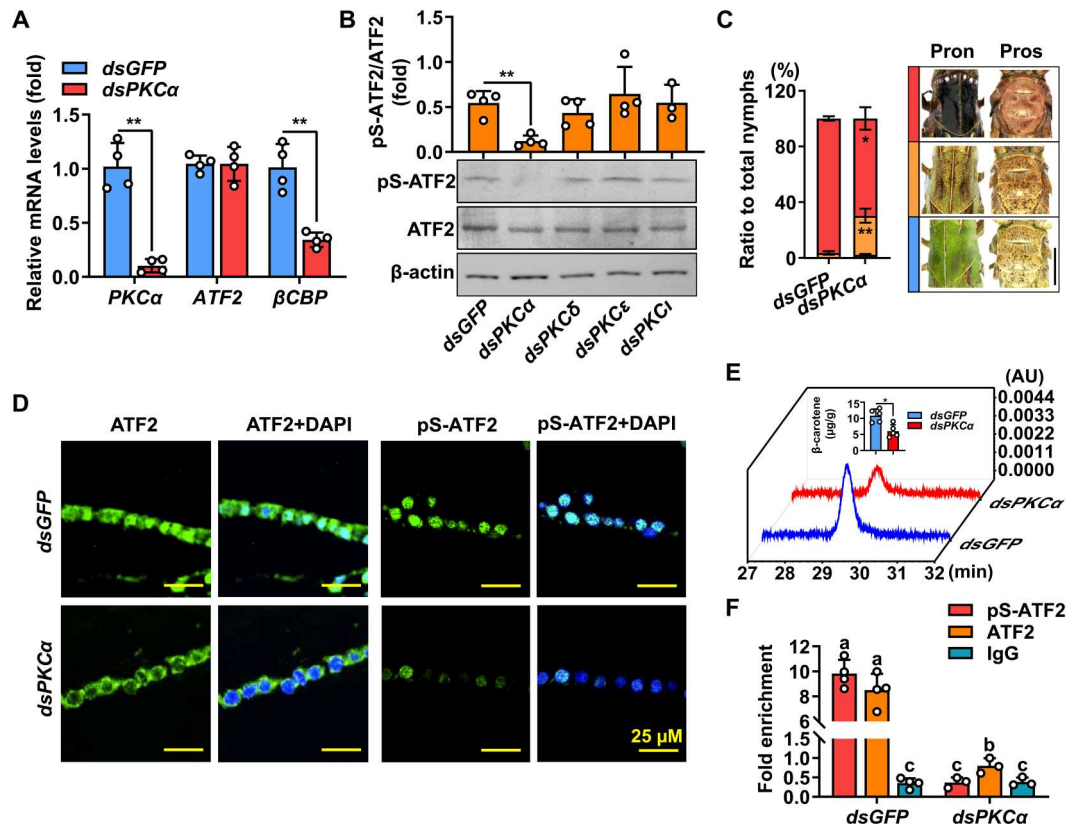 A
dsGFP
dsPKCα
Relative mRNA levels (fold)
1.5
1.0
0.5
0.0
**
**
PKCα
ATF2
βCBP
B
pS-ATF2/ATF2
(fold)
1.0
0.5
0.0
**
pS-ATF2
ATF2
β-actin
dsGFP
dsPKCα
dsPKCδ
dsPKCε
dsPKCι
C
Pron
Pros
(%)
Ratio to total nymphs
120
80
40
0
*
**
dsGFP
dsPKCα
D
ATF2
ATF2+DAPI
pS-ATF2
pS-ATF2+DAPI
dsGFP
dsPKCα
25 μM
E
(AU)
0.0044
0.0033
0.0022
0.0011
0.0000
β-carotene
(μg/g)
15
10
5
0
*
dsGFP
dsPKCα
dsPKCα
dsGFP
27
28
29
30
31
32
(min)
F
pS-ATF2
ATF2
IgG
Fold enrichment
12
10
8
6
1.5
1.0
0.5
0.0
a
a
c
c
b
c
dsGFP
dsPKCα